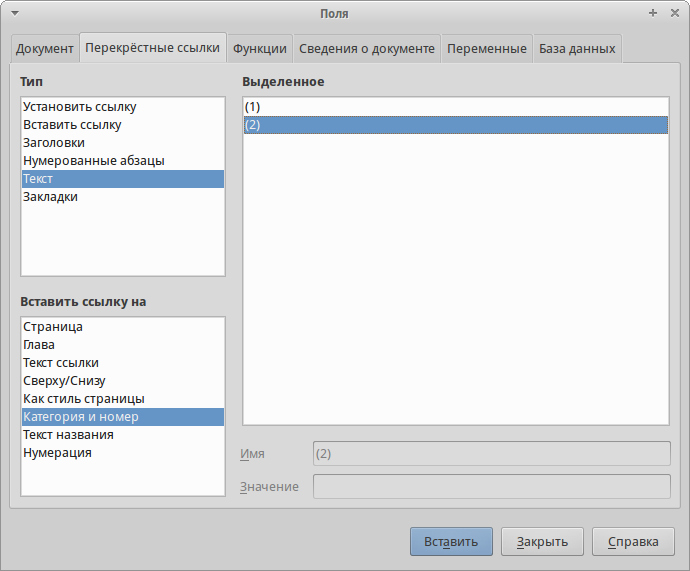 Поля
Документ Перекрёстные ссылки Функции Сведения о документе Переменные База данных
Тип
Установить ссылку
Вставить ссылку
Заголовки
Нумерованные абзацы
Текст
Закладки
Выделенное
(1)
(2)
Вставить ссылку на
Страница
Глава
Текст ссылки
Сверху/Снизу
Как стиль страницы
Категория и номер
Текст названия
Нумерация
Имя (2)
Значение
Вставить Закрыть Справка